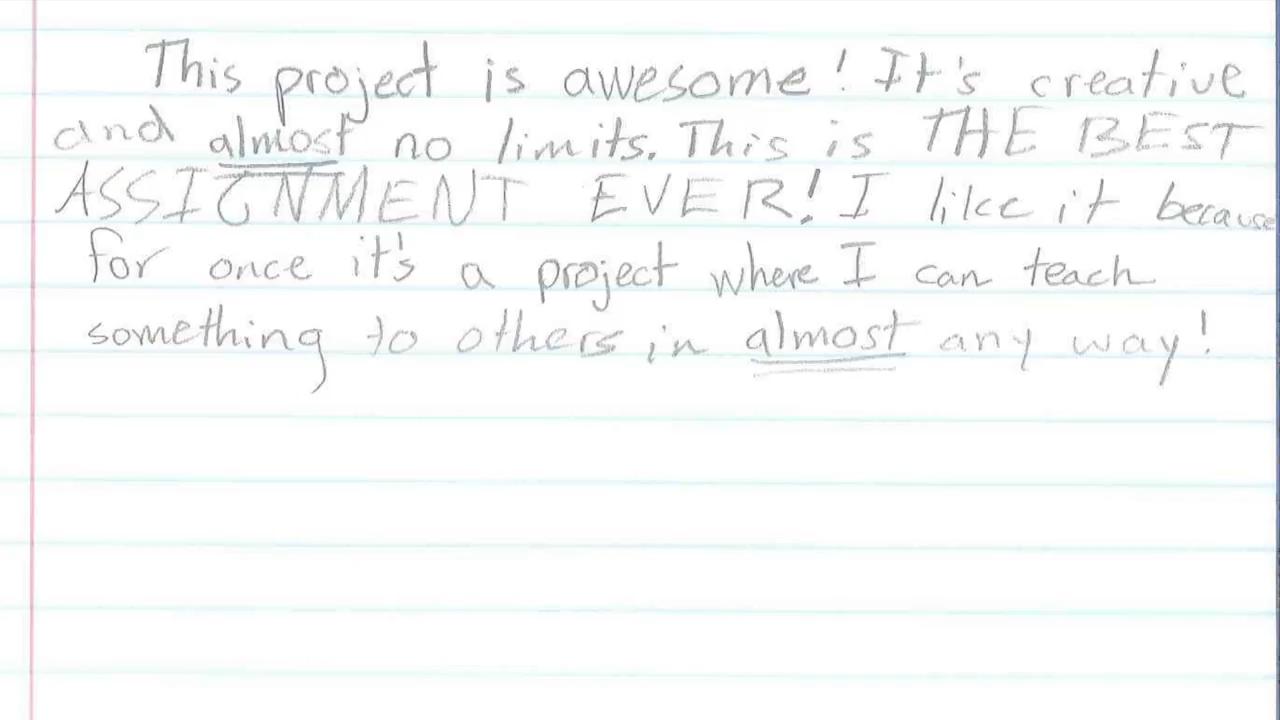 This project is awesome! It's creative
and almost no limits. This is THE BEST
ASSIGNMENT EVER! I like it because
for once it's a project where I can teach
something to others in almost any way!